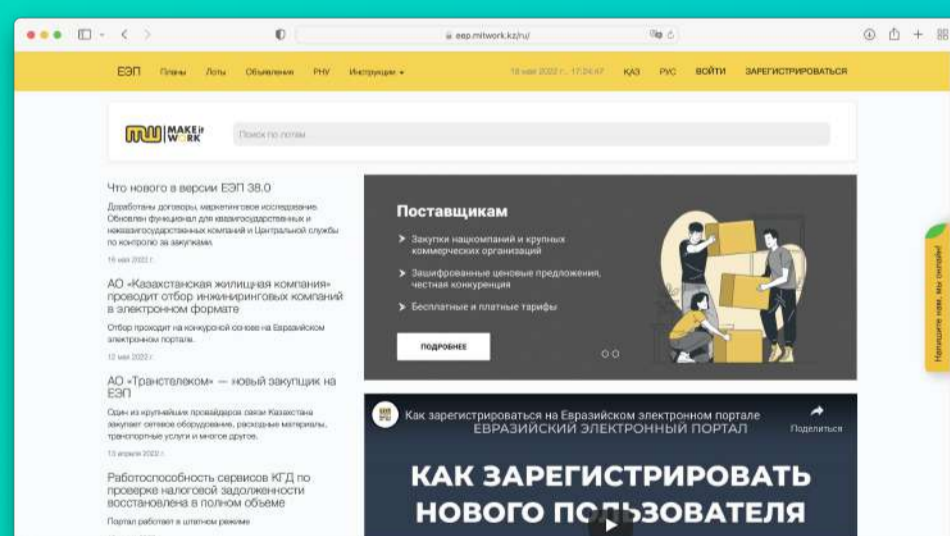 eep.mitwork.kz/ru/
ЕЭП Планы Лоты Объявления РНУ Инструкции 18 мая 2022 г., 17:24:47 ҚАЗ РУС ВОЙТИ ЗАРЕГИСТРИРОВАТЬСЯ
MAKE it
WORK
Поиск по лотам
Что нового в версии ЕЭП 38.0
Доработаны договоры, маркетинговое исследование.
Обновлен функционал для квазигосударственных и
неквазигосударственных компаний и Центральной службы
по контролю за закупками.
16 мая 2022 г.
АО «Казахстанская жилищная компания»
проводит отбор инжиниринговых компаний
в электронном формате
Отбор проходит на конкурсной основе на Евразийском
электронном портале.
12 мая 2022 г.
АО «Транстелеком» — новый закупщик на
ЕЭП
Один из крупнейших провайдеров связи Казахстана
закупает сетевое оборудование, расходные материалы,
транспортные услуги и многое другое.
13 апреля 2022 г.
Работоспособность сервисов КГД по
проверке налоговой задолженности
восстановлена в полном объеме
Портал работает в штатном режиме
Поставщикам
Закупки нацкомпаний и крупных
коммерческих организаций
Зашифрованные ценовые предложения,
честная конкуренция
Бесплатные и платные тарифы
ПОДРОБНЕЕ
Как зарегистрироваться на Евразийском электронном портале
ЕВРАЗИЙСКИЙ ЭЛЕКТРОННЫЙ ПОРТАЛ
Поделиться
КАК ЗАРЕГИСТРИРОВАТЬ
НОВОГО ПОЛЬЗОВАТЕЛЯ
Напишите нам, мы онлайн!